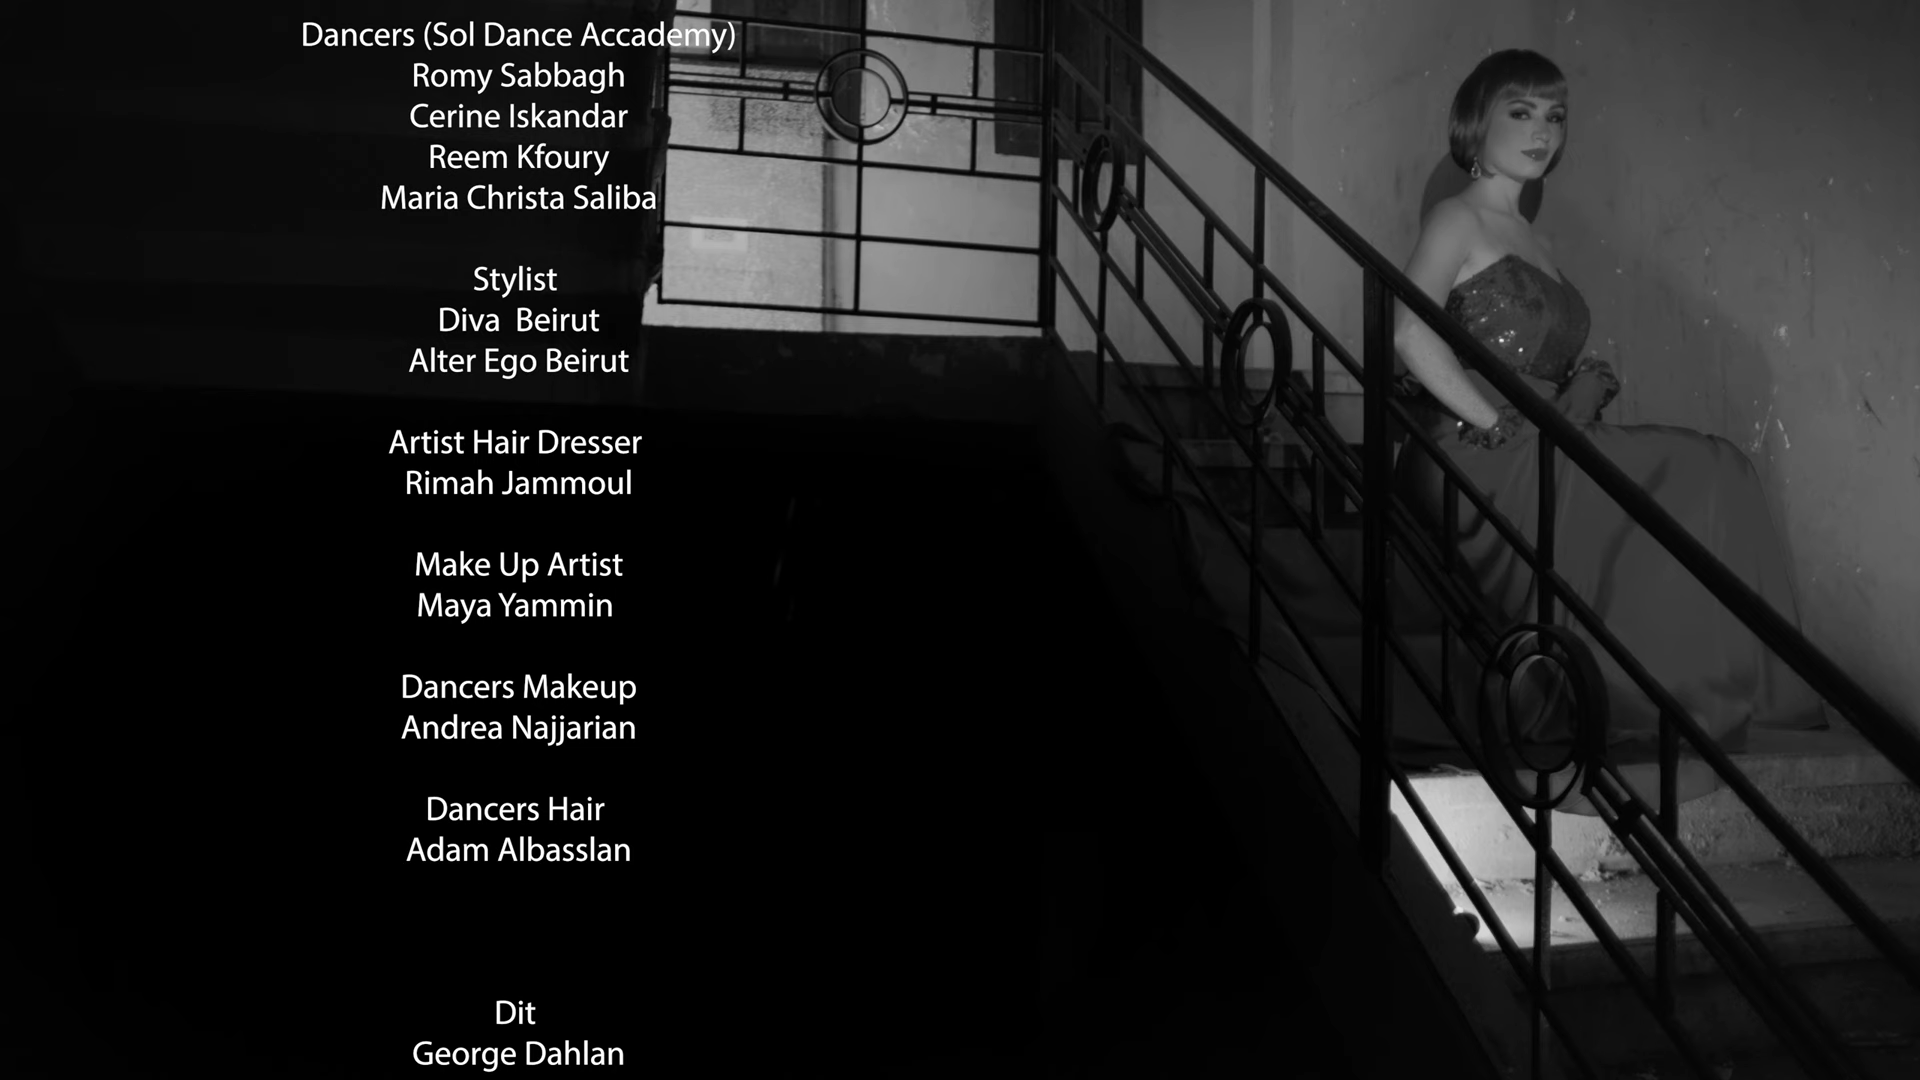 Dancers (Sol Dance Accademy)
Romy Sabbagh
Cerine Iskandar
Reem Kfoury
Maria Christa Saliba
Stylist
Diva  Beirut
Alter Ego Beirut
Artist Hair Dresser
Rimah Jammoul
Make Up Artist
Maya Yammin
Dancers Makeup
Andrea Najjarian
Dancers Hair
Adam Albasslan
Dit
George Dahlan